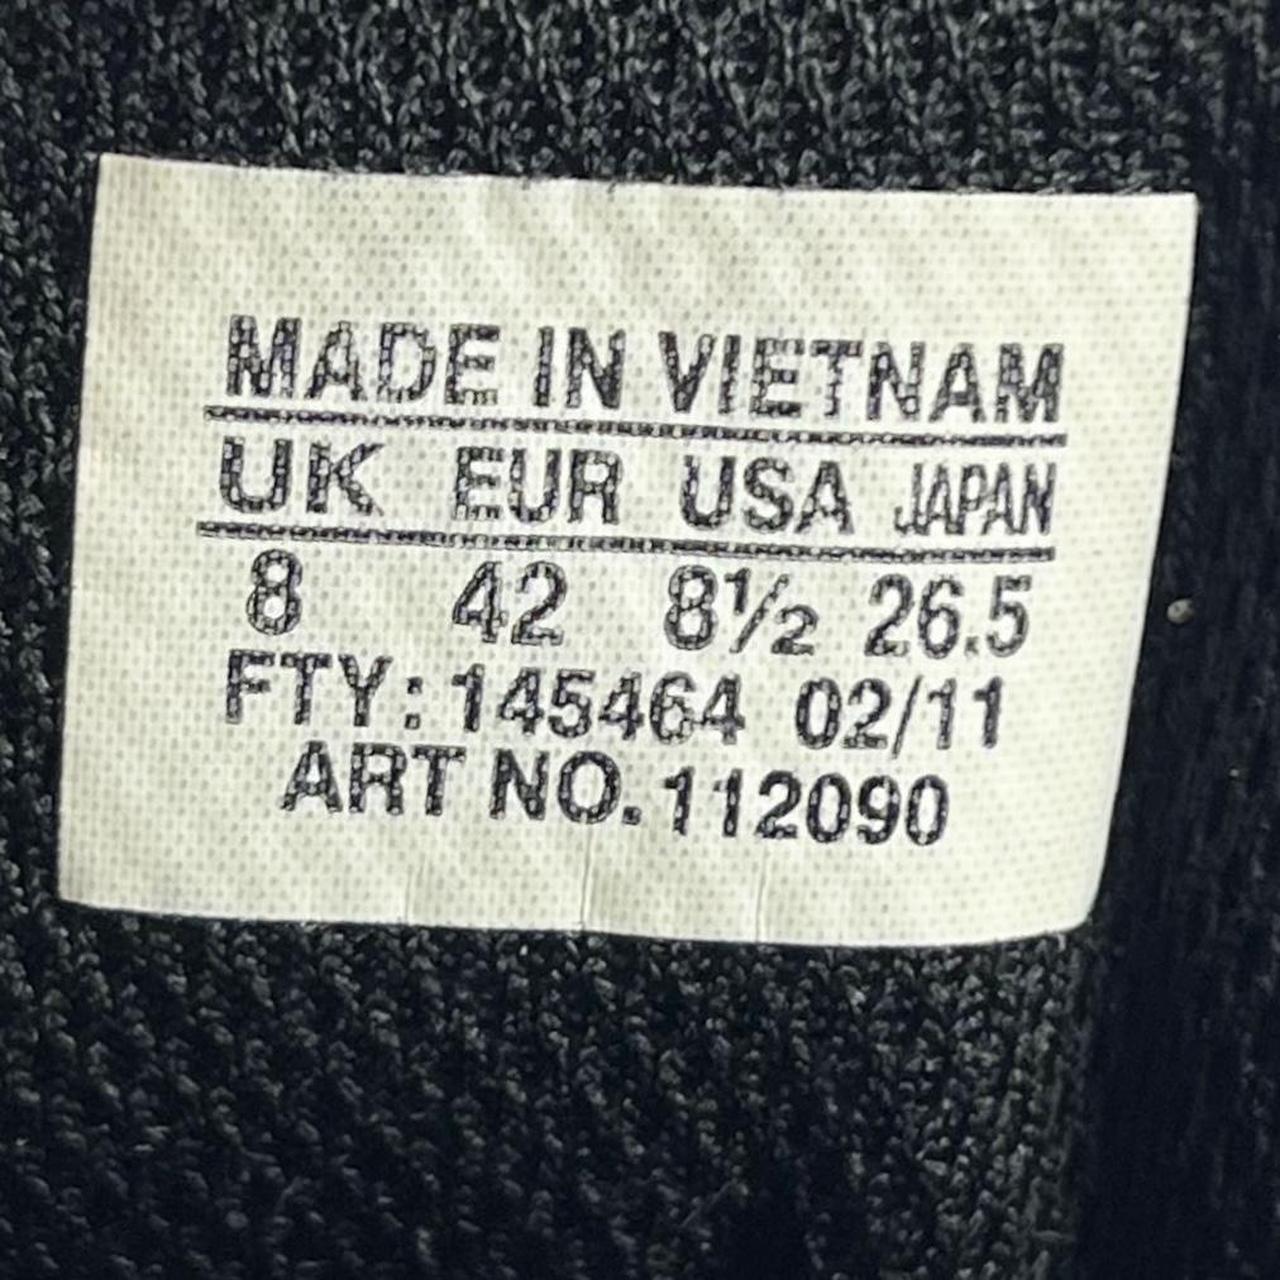 MADE IN VIETNAM
UK EUR USA JAPAN
8 42 8½ 26.5
FTY: 145464 02/11
ART NO. 112090